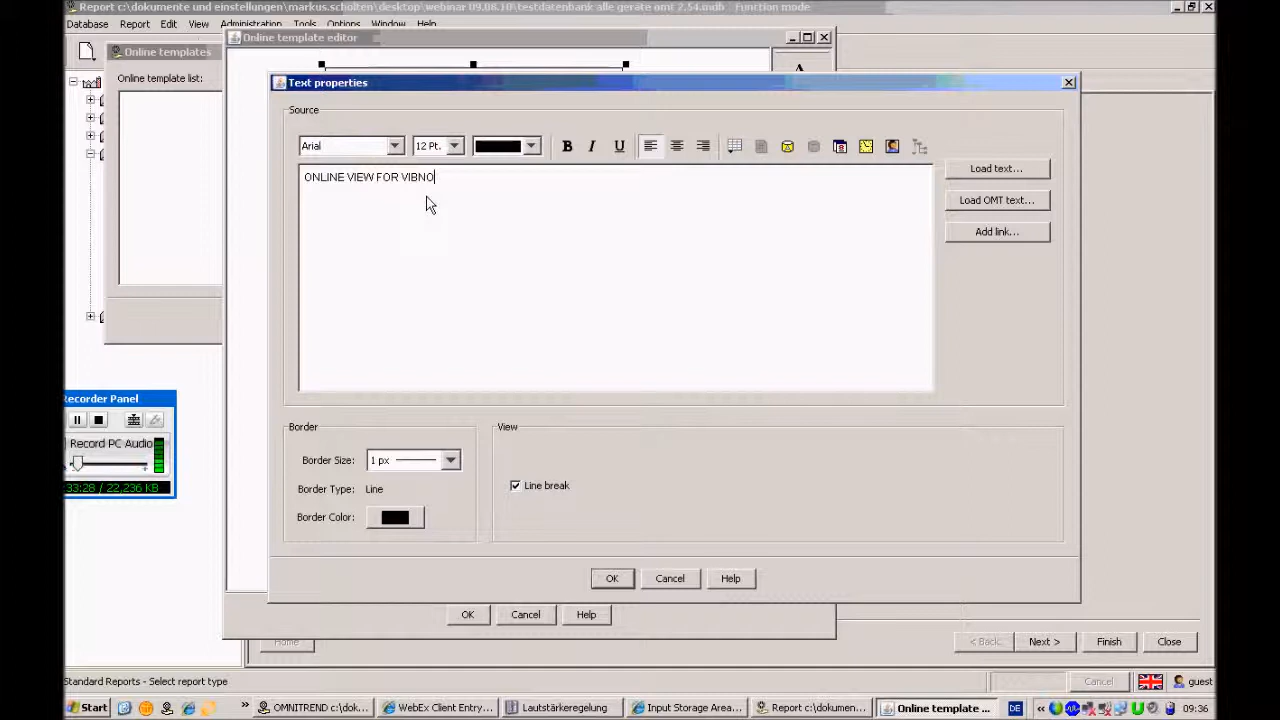 Report c:\dokumente und einstellungen\markus.scholten\desktop\webinar 09.06.10\testdatenbank alle geräte omt 2.54.mdb - Function mode
Database Report Edit View Administration Tools Options Window Help
Online template editor
Online templates
Online template list:
Text properties
Source
Arial
12 Pt.
B I U
ONLINE VIEW FOR VIBNO
Load text...
Load OMT text...
Add link...
Recorder Panel
Record PC Audio
33:28 / 22,236 KB
Border
Border Size: 1 px
Border Type: Line
Border Color:
View
Line break
OK Cancel Help
OK Cancel Help
Home
< Back Next > Finish Close
Standard Reports - Select report type
Cancel
guest
Start
OMNITREND c:\dok...
WebEx Client Entry...
Lautstärkeregelung
Input Storage Area...
Report c:\dokumen...
Online template ...
DE
09:36